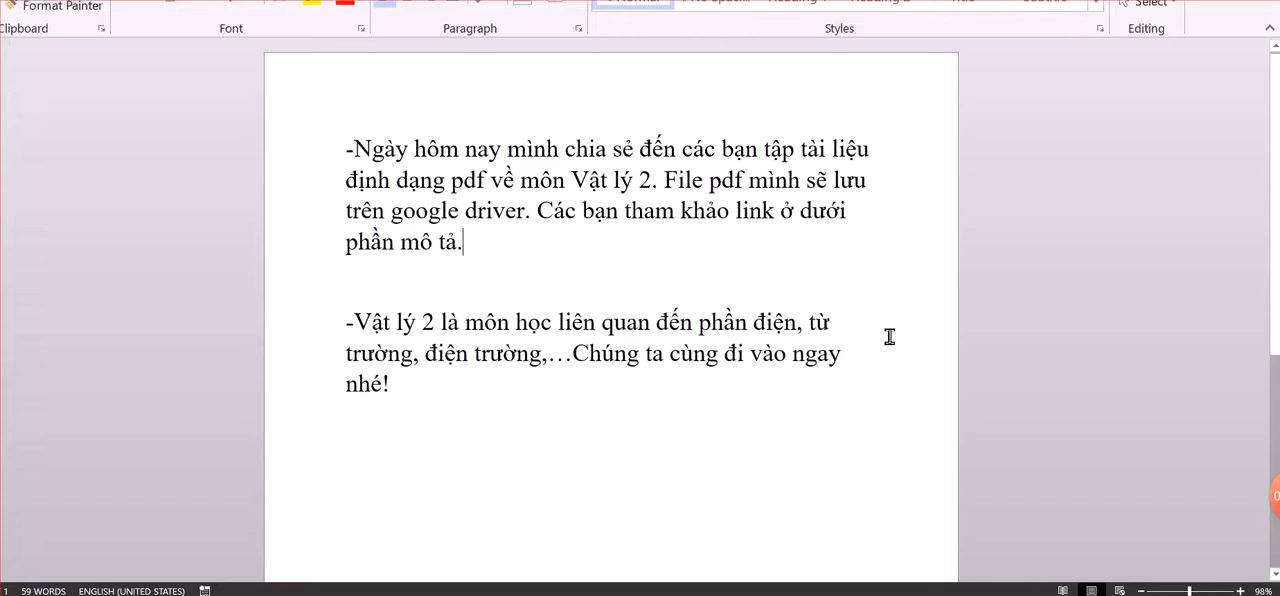 Format Painter
Clipboard
Font
Paragraph
Styles
Select
Editing
-Ngày hôm nay mình chia sẻ đến các bạn tập tài liệu
định dạng pdf về môn Vật lý 2. File pdf mình sẽ lưu
trên google driver. Các bạn tham khảo link ở dưới
phần mô tả.
-Vật lý 2 là môn học liên quan đến phần điện, từ
trường, điện trường,…Chúng ta cùng đi vào ngay
nhé!
1 59 WORDS ENGLISH (UNITED STATES) 98%